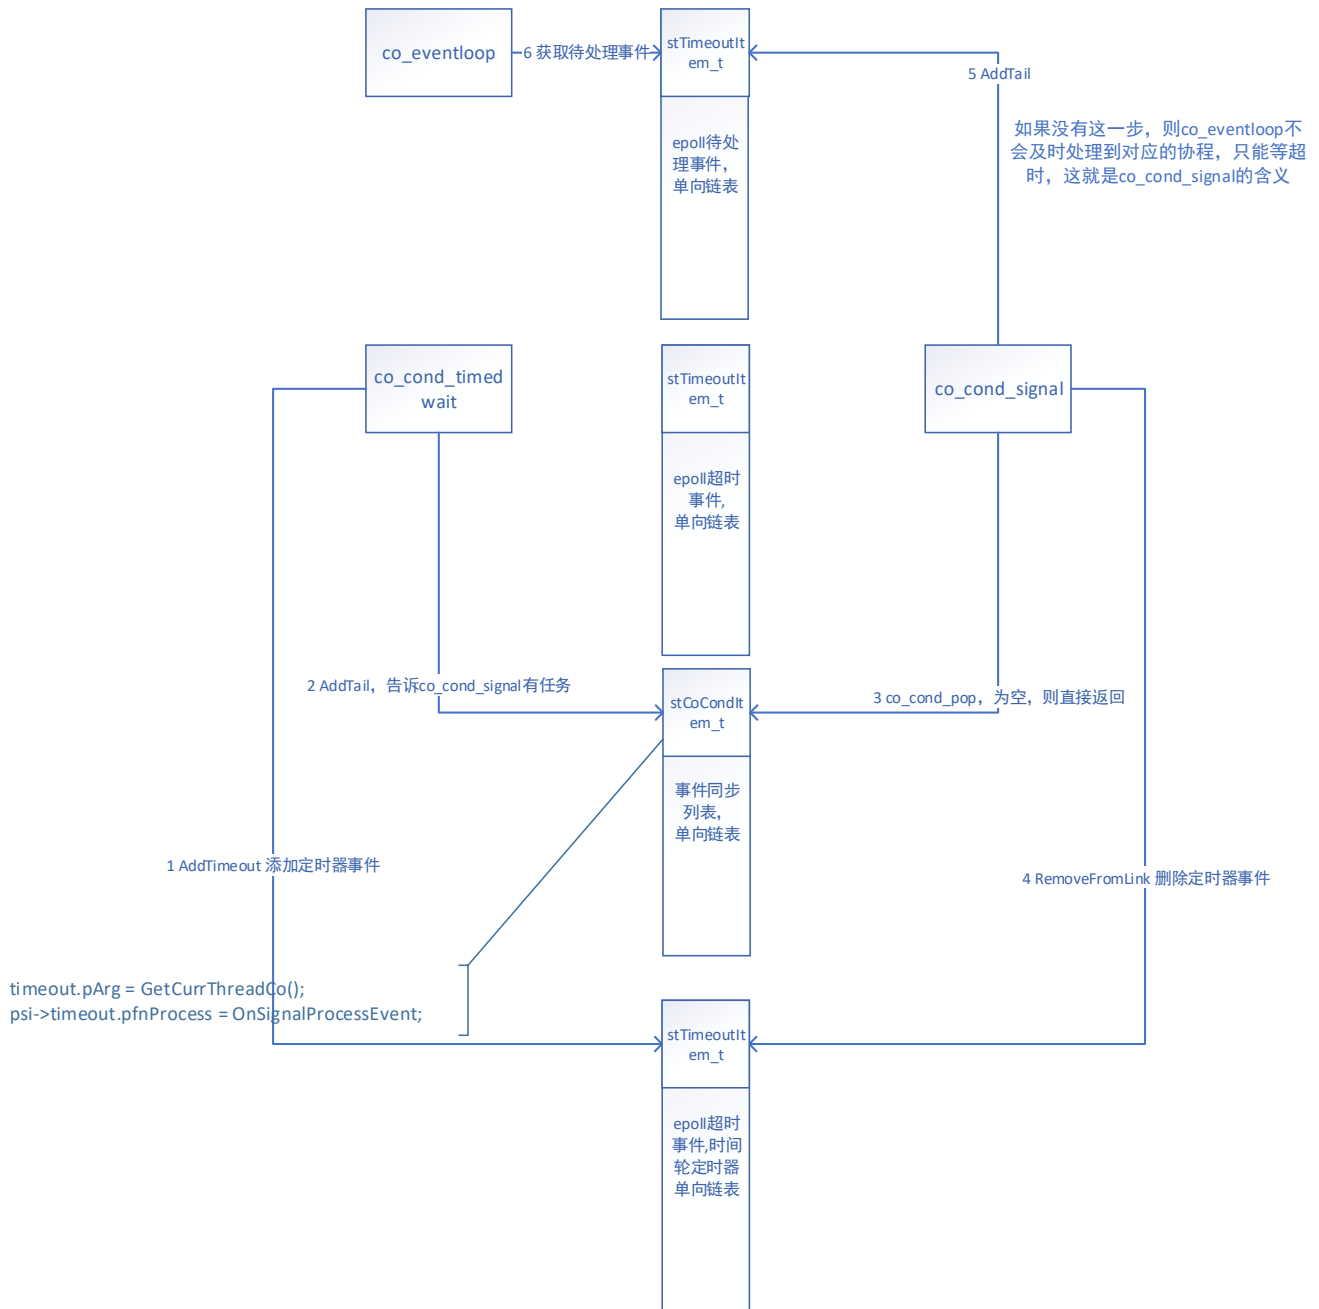 co_eventloop
6 获取待处理事件
stTimeoutIt
em_t
5 AddTail
如果没有这一步，则co_eventloop不
会及时处理到对应的协程，只能等超
时，这就是co_cond_signal的含义
epoll待处
理事件，
单向链表
co_cond_timed
wait
stTimeoutIt
em_t
co_cond_signal
epoll超时
事件,
单向链表
2 AddTail，告诉co_cond_signal有任务
stCoCondIt
em_t
3 co_cond_pop，为空，则直接返回
事件同步
列表，
单向链表
1 AddTimeout 添加定时器事件
4 RemoveFromLink 删除定时器事件
timeout.pArg = GetCurrThreadCo();
psi->timeout.pfnProcess = OnSignalProcessEvent;
stTimeoutIt
em_t
epoll超时
事件,时间
轮定时器
单向链表